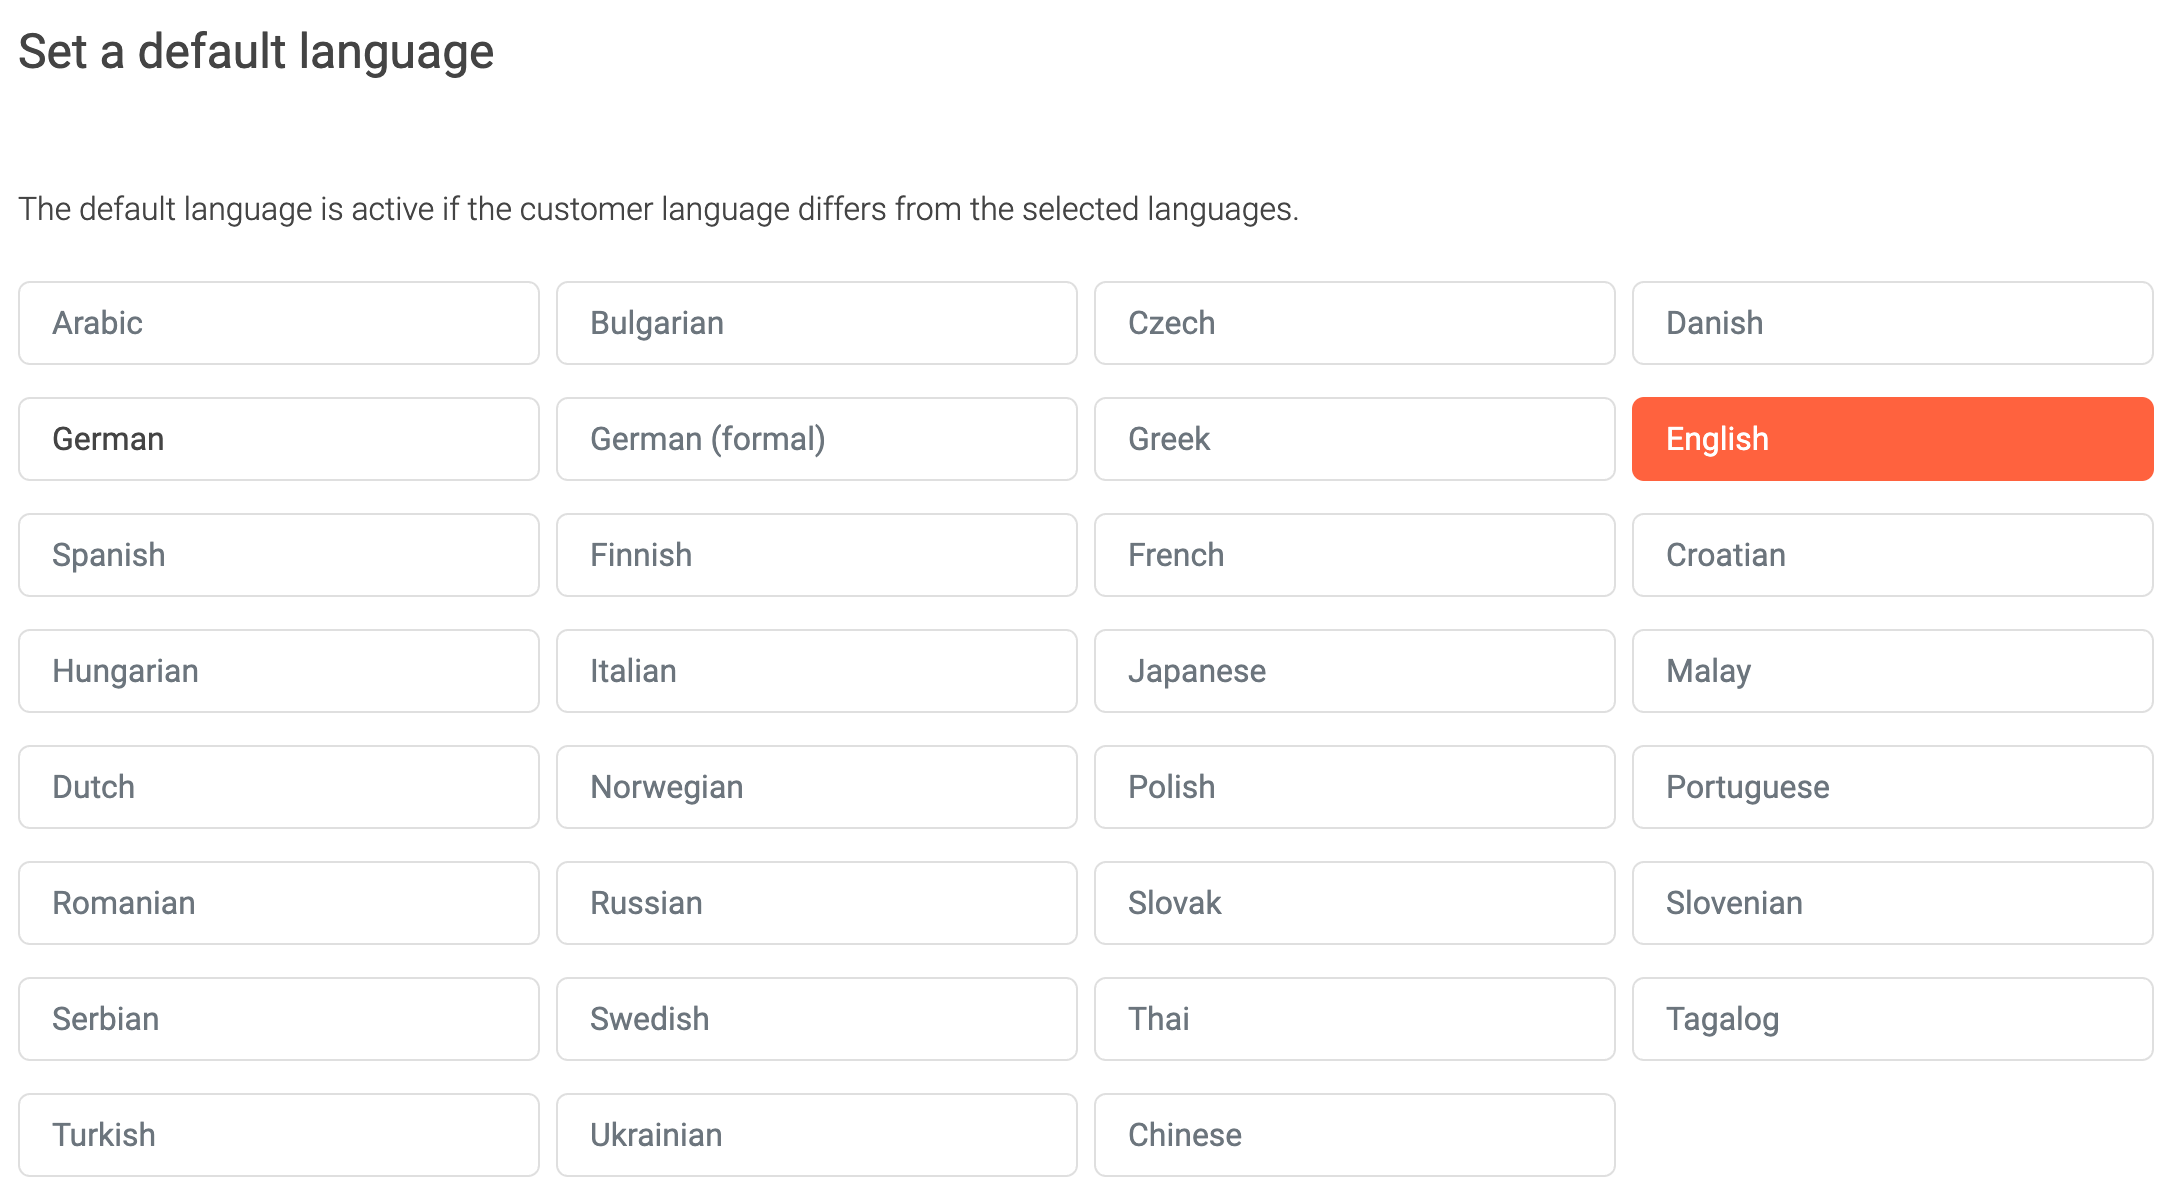 Set a default language
The default language is active if the customer language differs from the selected languages.
Arabic
Bulgarian
Czech
Danish
German
German (formal)
Greek
English
Spanish
Finnish
French
Croatian
Hungarian
Italian
Japanese
Malay
Dutch
Norwegian
Polish
Portuguese
Romanian
Russian
Slovak
Slovenian
Serbian
Swedish
Thai
Tagalog
Turkish
Ukrainian
Chinese